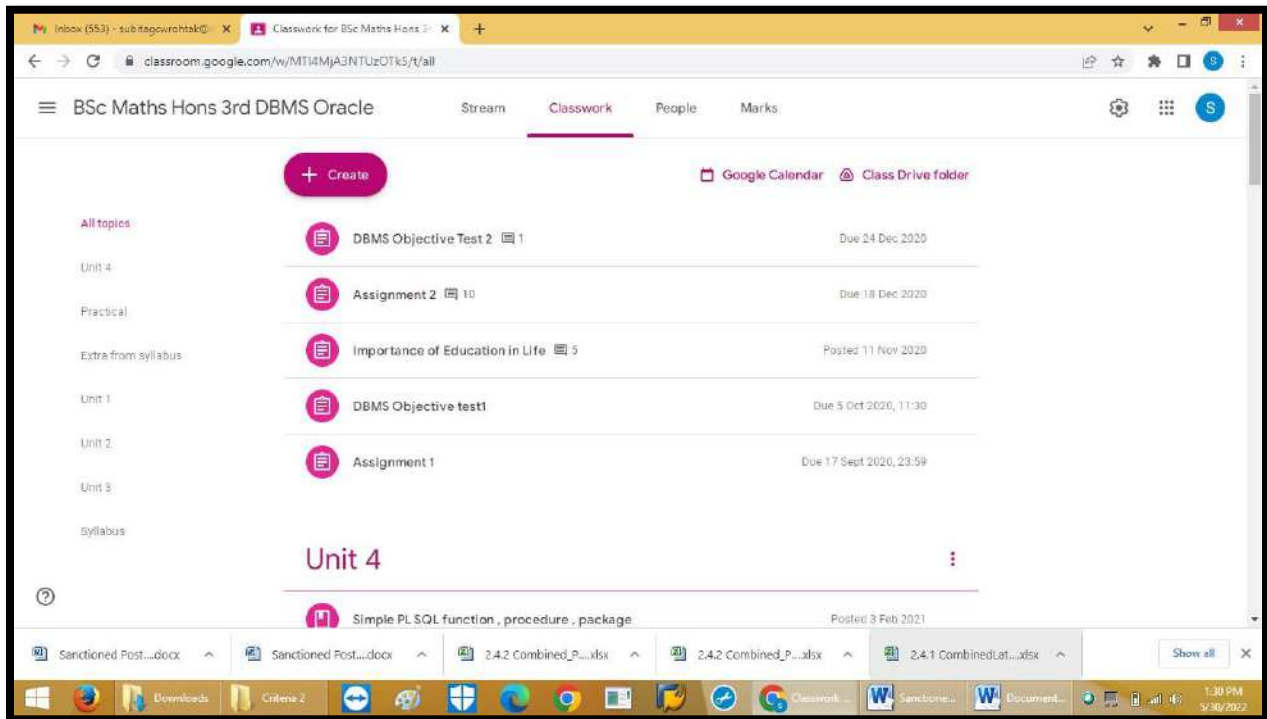 Inbox (553) - subitagcwrohtak@
Classwork for BSc Maths Hons 3
classroom.google.com/w/MTI4MjA3NTUzOTk5/t/all
BSc Maths Hons 3rd DBMS Oracle
Stream
Classwork
People
Marks
S
S
+ Create
Google Calendar
Class Drive folder
All topics
Unit 4
Practical
Extra from syllabus
Unit 1
Unit 2
Unit 3
Syllabus
DBMS Objective Test 2 1
Due 24 Dec 2020
Assignment 2 10
Due 18 Dec 2020
Importance of Education in Life 5
Posted 11 Nov 2020
DBMS Objective test1
Due 5 Oct 2020, 11:30
Assignment 1
Due 17 Sept 2020, 23:59
Unit 4
Simple PL SQL function , procedure , package
Posted 3 Feb 2021
Sanctioned Post....docx
Sanctioned Post....docx
2.4.2 Combined_P....xlsx
2.4.2 Combined_P....xlsx
2.4.1 CombinedLat....xlsx
Show all
Downloads
Criteria 2
Classwork ...
Sanctione...
Document...
1:30 PM
5/30/2022